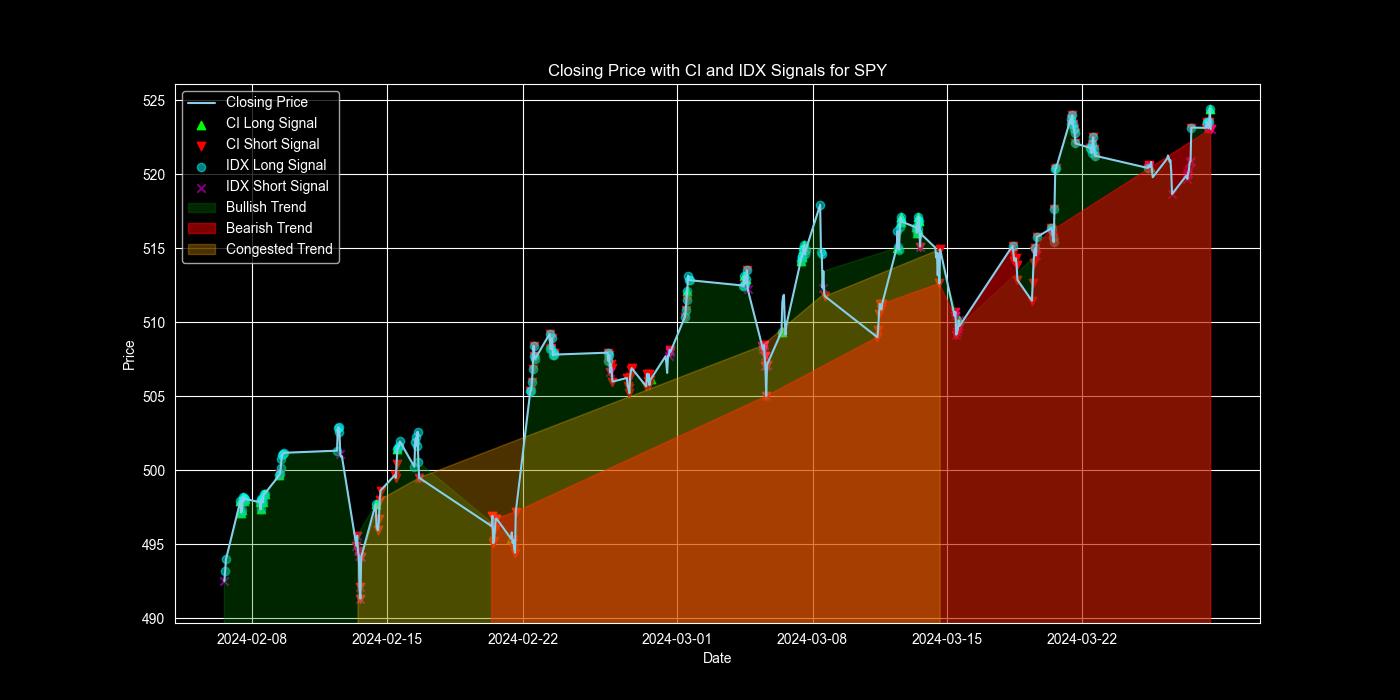 Closing Price with CI and IDX Signals for SPY
Closing Price
CI Long Signal
CI Short Signal
IDX Long Signal
IDX Short Signal
Bullish Trend
Bearish Trend
Congested Trend
525
520
515
510
505
500
495
490
Price
2024-02-08
2024-02-15
2024-02-22
2024-03-01
2024-03-08
2024-03-15
2024-03-22
Date